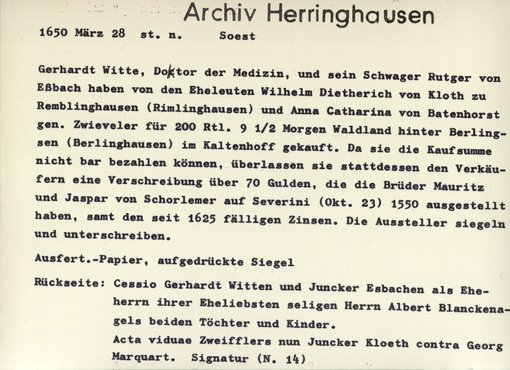 Archiv Herringhausen
1650 März 28 st. n. Soest
Gerhardt Witte, Doktor der Medizin, und sein Schwager Rutger von
Eßbach haben von den Eheleuten Wilhelm Dietherich von Kloth zu
Remblinghausen (Rimlinghausen) und Anna Catharina von Batenhorst
gen. Zwieveler für 200 Rtl. 9 1/2 Morgen Waldland hinter Berling-
sen (Berlinghausen) im Kaltenhoff gekauft. Da sie die Kaufsumme
nicht bar bezahlen können, überlassen sie stattdessen den Verkäu-
fern eine Verschreibung über 70 Gulden, die die Brüder Mauritz
und Jaspar von Schorlemer auf Severini (Okt. 23) 1550 ausgestellt
haben, samt den seit 1625 fälligen Zinsen. Die Aussteller siegeln
und unterschreiben.
Ausfert.-Papier, aufgedrückte Siegel
Rückseite: Cessio Gerhardt Witten und Juncker Esbachen als Ehe-
herrn ihrer Eheliebsten seligen Herrn Albert Blanckena-
gels beiden Töchter und Kinder.
Acta viduae Zweifflers nun Juncker Kloeth contra Georg
Marquart. Signatur (N. 14)